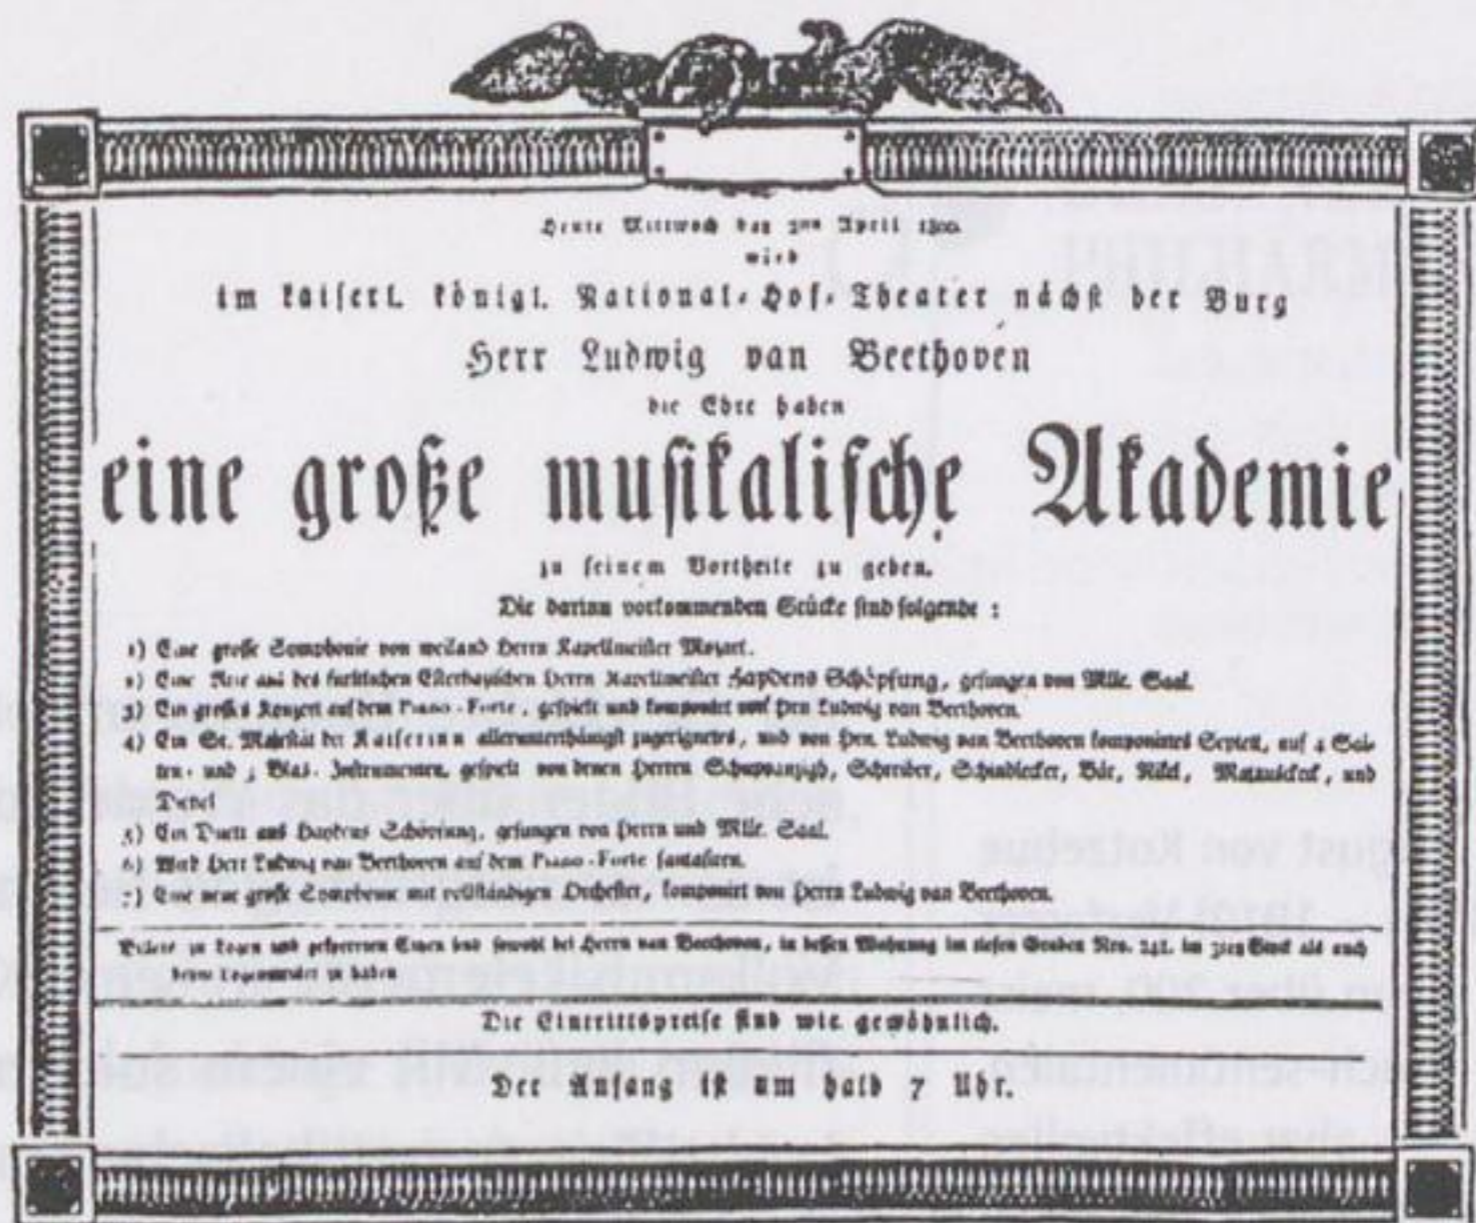 Heute Mittwoch den 2ten April 1800
wird
im kaiserl. königl. National-Hof-Theater nächst der Burg
Herr Ludwig van Beethoven
die Ehre haben
eine große musikalische Akademie
zu seinem Vortheile zu geben.
Die darinn vorkommenden Stücke sind folgende :
1) Eine große Symphonie von weiland Herrn Kapellmeister Mozart.
2) Eine Arie aus des fürstlichen Esterhazischen Herrn Kapellmeister Haydens Schöpfung, gesungen von Mlle. Saal.
3) Ein großes Konzert auf dem Piano-Forte, gespielt und komponirt von Hrn Ludwig van Beethoven.
4) Ein Sr. Majestät der Kaiserinn allerunterthänigst zugeeignetes, und von Hrn. Ludwig van Beethoven komponirtes Septett, auf 4 Sai-
ten- und 3 Blas-Instrumenten, gespielt von denen Herren Schuppanzigh, Schreiber, Schindlecker, Bär, Nikel, Matauschek, und
Dietzel
5) Ein Duett aus Haydens Schöpfung, gesungen von Herrn und Mlle. Saal.
6) Wird Herr Ludwig van Beethoven auf dem Piano-Forte fantasiren.
7) Eine neue große Symphonie mit vollständigem Orchester, komponirt von Herrn Ludwig van Beethoven.
Billete zu Logen und gesperrten Sitzen sind sowohl bei Herrn van Beethoven, in dessen Wohnung im tiefen Graben Nro. 241. im 3ten Stock als auch
beim Logenmeister zu haben
Die Eintrittspreise sind wie gewöhnlich.
Der Anfang ist um halb 7 Uhr.